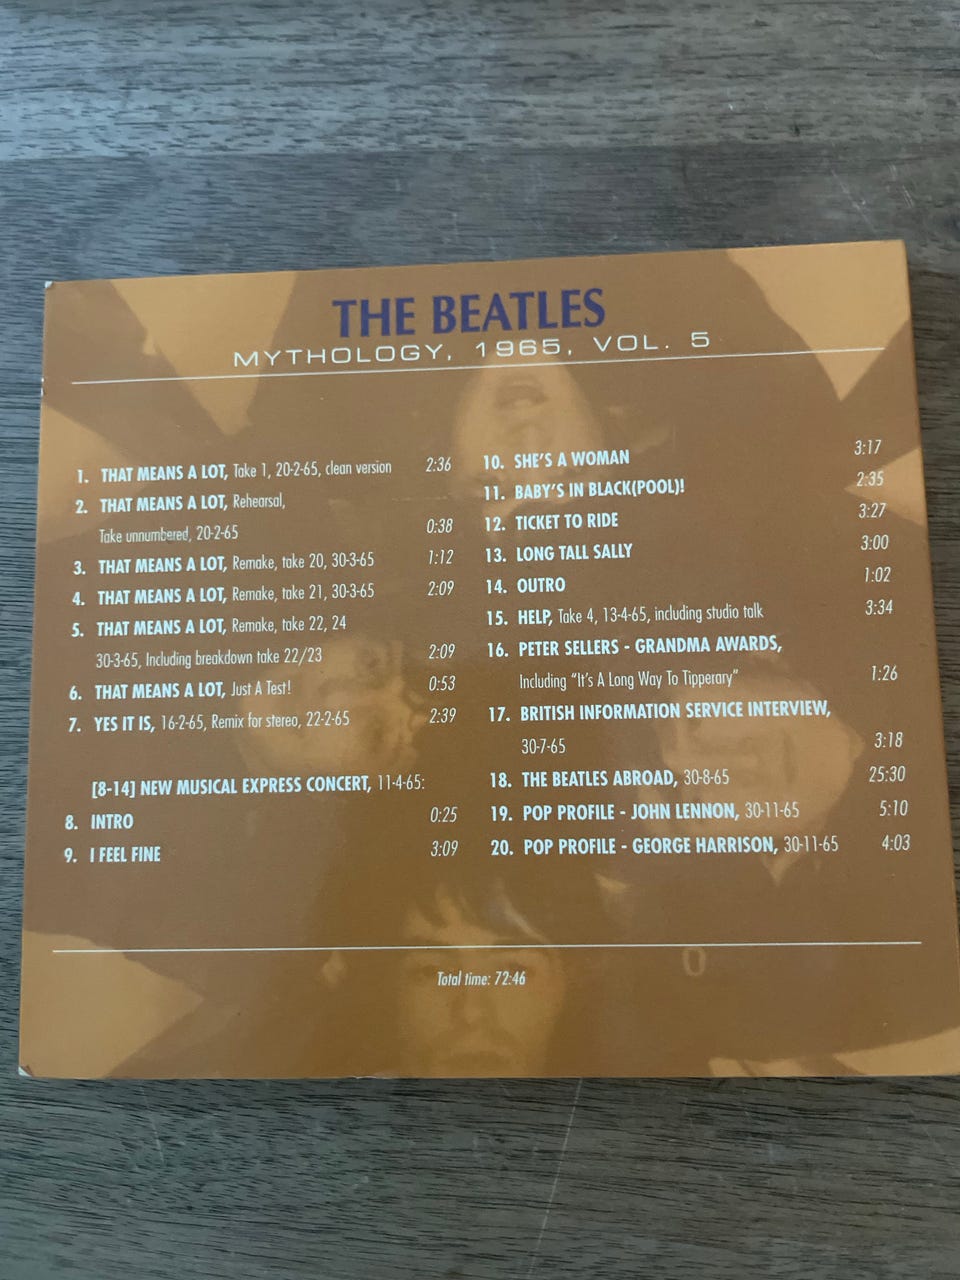 THE BEATLES
MYTHOLOGY, 1965, VOL. 5
1. THAT MEANS A LOT, Take 1, 20-2-65, clean version 2:36
2. THAT MEANS A LOT, Rehearsal,
Take unnumbered, 20-2-65 0:38
3. THAT MEANS A LOT, Remake, take 20, 30-3-65 1:12
4. THAT MEANS A LOT, Remake, take 21, 30-3-65 2:09
5. THAT MEANS A LOT, Remake, take 22, 24
30-3-65, Including breakdown take 22/23 2:09
6. THAT MEANS A LOT, Just A Test! 0:53
7. YES IT IS, 16-2-65, Remix for stereo, 22-2-65 2:39
[8-14] NEW MUSICAL EXPRESS CONCERT, 11-4-65:
8. INTRO 0:25
9. I FEEL FINE 3:09
10. SHE'S A WOMAN 3:17
11. BABY'S IN BLACK(POOL)! 2:35
12. TICKET TO RIDE 3:27
13. LONG TALL SALLY 3:00
14. OUTRO 1:02
15. HELP, Take 4, 13-4-65, including studio talk 3:34
16. PETER SELLERS - GRANDMA AWARDS,
Including "It's A Long Way To Tipperary" 1:26
17. BRITISH INFORMATION SERVICE INTERVIEW,
30-7-65 3:18
18. THE BEATLES ABROAD, 30-8-65 25:30
19. POP PROFILE - JOHN LENNON, 30-11-65 5:10
20. POP PROFILE - GEORGE HARRISON, 30-11-65 4:03
Total time: 72:46